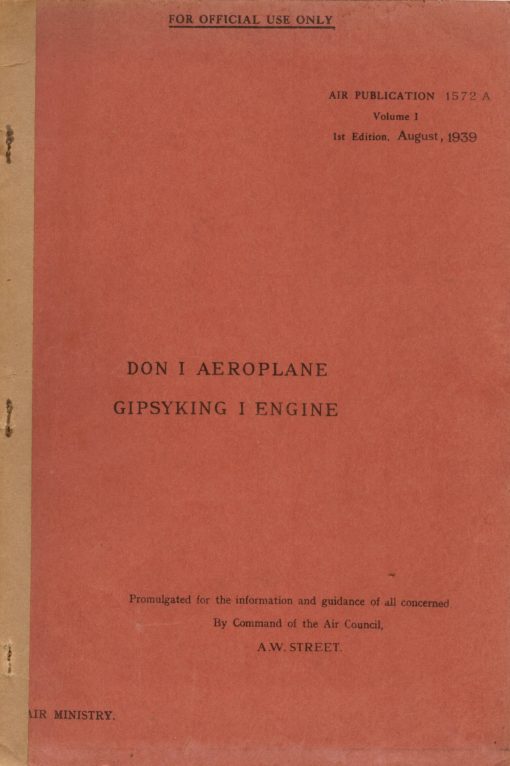 FOR OFFICIAL USE ONLY
AIR PUBLICATION 1572 A
Volume I
1st Edition, August, 1939
DON I AEROPLANE
GIPSYKING I ENGINE
Promulgated for the information and guidance of all concerned
By Command of the Air Council,
A.W. STREET.
AIR MINISTRY.